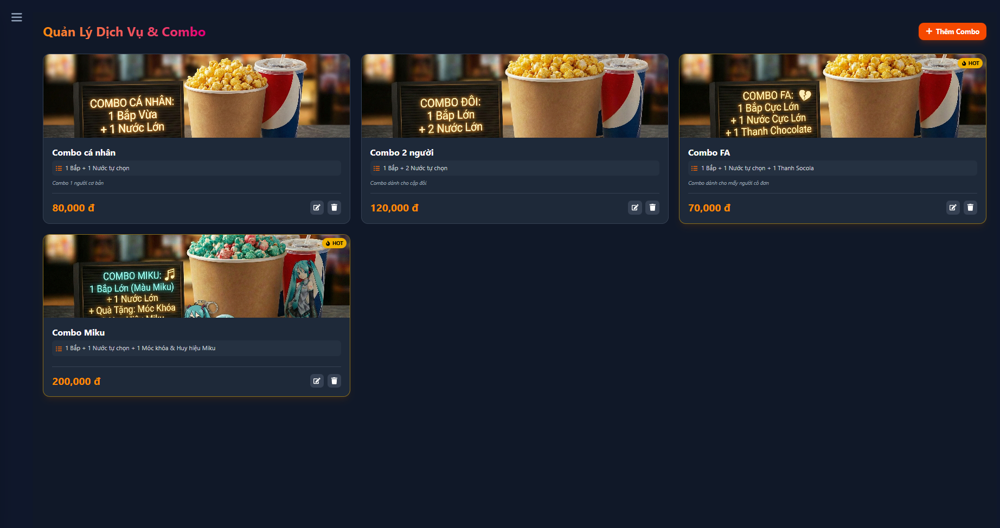 Quản Lý Dịch Vụ & Combo
Thêm Combo
COMBO CÁ NHÂN:
1 Bắp Vừa
+ 1 Nước Lớn
Combo cá nhân
1 Bắp + 1 Nước tự chọn
Combo 1 người cơ bản
80,000 đ
COMBO ĐÔI:
1 Bắp Lớn
+ 2 Nước Lớn
Combo 2 người
1 Bắp + 2 Nước tự chọn
Combo dành cho cặp đôi
120,000 đ
HOT
COMBO FA:
1 Bắp Cực Lớn
+ 1 Nước Cực Lớn
+ 1 Thanh Chocolate
Combo FA
1 Bắp + 1 Nước tự chọn + 1 Thanh Socola
Combo dành cho mấy người cô đơn
70,000 đ
HOT
COMBO MIKU:
1 Bắp Lớn (Màu Miku)
+ 1 Nước Lớn
+ Quà Tặng: Móc Khóa
Combo Miku
1 Bắp + 1 Nước tự chọn + 1 Móc khóa & Huy hiệu Miku
200,000 đ